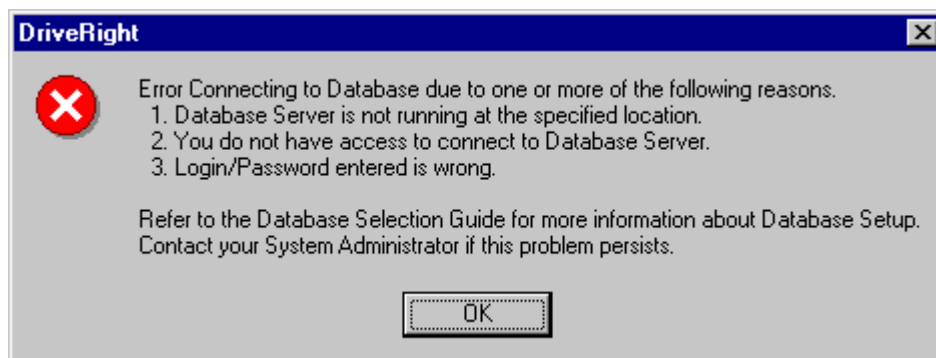 DriveRight
Error Connecting to Database due to one or more of the following reasons.
1. Database Server is not running at the specified location.
2. You do not have access to connect to Database Server.
3. Login/Password entered is wrong.
Refer to the Database Selection Guide for more information about Database Setup.
Contact your System Administrator if this problem persists.
OK